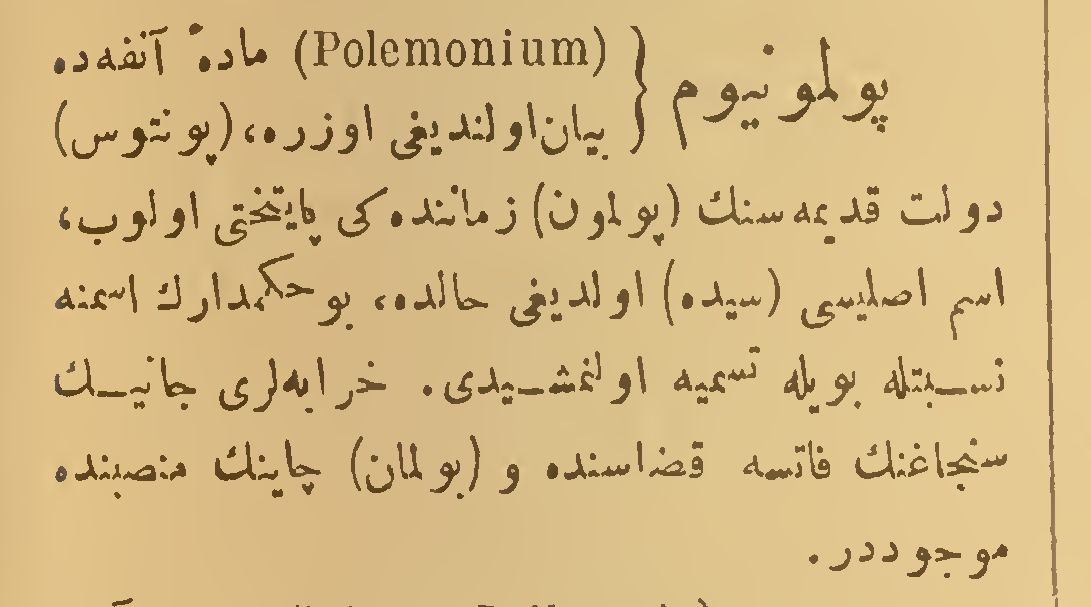 پولمونیوم { (Polemonium) مادهٔ آنفه‌ده
بیان اولندیغی اوزره، (پونتوس)
دولت قدیمه‌سنك (پولمون) زماننده‌کی پایتختی اولوب،
اسم اصلیسی (سیده) اولدیغی حالده، بو حکمدارك اسمنه
نسبتله بویله تسمیه اولنمشیدی. خرابه‌لری جانیك
سنجاغنك فاتسه قضاسنده و (بولمان) چاینك منصبنده
موجوددر.